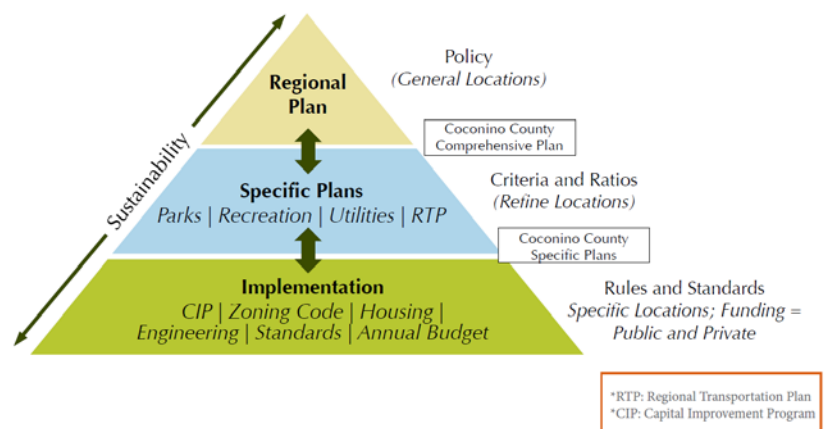 Policy
(General Locations)
Regional
Plan
Coconino County
Comprehensive Plan
Sustainability
Criteria and Ratios
(Refine Locations)
Specific Plans
Parks | Recreation | Utilities | RTP
Coconino County
Specific Plans
Implementation
CIP | Zoning Code | Housing |
Engineering | Standards | Annual Budget
Rules and Standards
Specific Locations; Funding =
Public and Private
*RTP: Regional Transportation Plan
*CIP: Capital Improvement Program